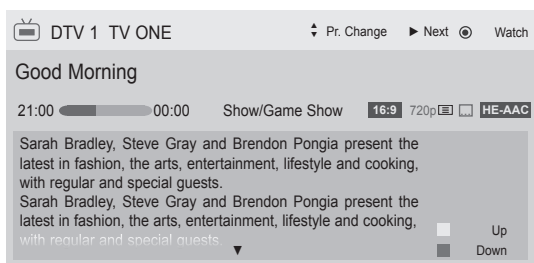 DTV 1 TV ONE Pr. Change Next Watch
Good Morning
21:00 00:00 Show/Game Show 16:9 720p HE-AAC
Sarah Bradley, Steve Gray and Brendon Pongia present the
latest in fashion, the arts, entertainment, lifestyle and cooking,
with regular and special guests.
Sarah Bradley, Steve Gray and Brendon Pongia present the
latest in fashion, the arts, entertainment, lifestyle and cooking,
with regular and special guests.
Up
Down